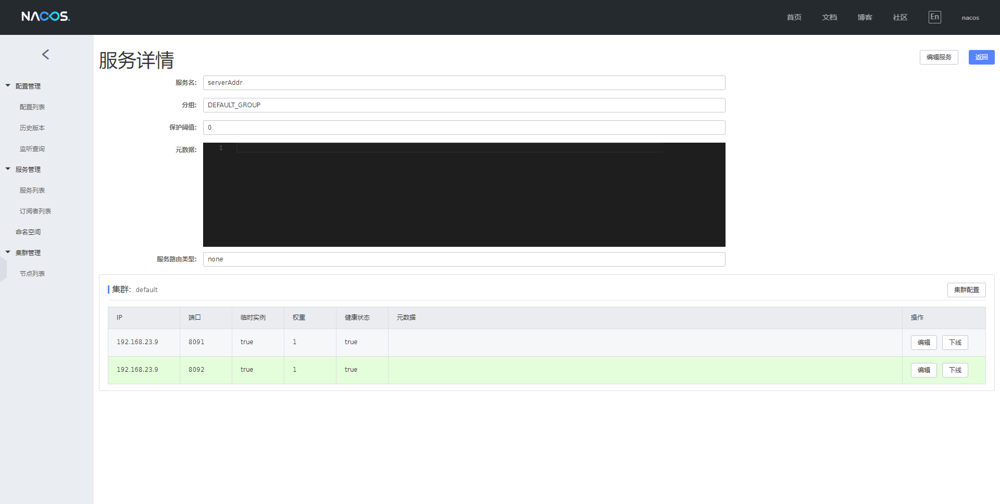 NACOS.
首页 文档 博客 社区 En nacos
配置管理
配置列表
历史版本
监听查询
服务管理
服务列表
订阅者列表
命名空间
集群管理
节点列表
服务详情
编辑服务 返回
服务名: serverAddr
分组: DEFAULT_GROUP
保护阈值: 0
元数据: 1
服务路由类型: none
集群: default 集群配置
IP 端口 临时实例 权重 健康状态 元数据 操作
192.168.23.9 8091 true 1 true 编辑 下线
192.168.23.9 8092 true 1 true 编辑 下线